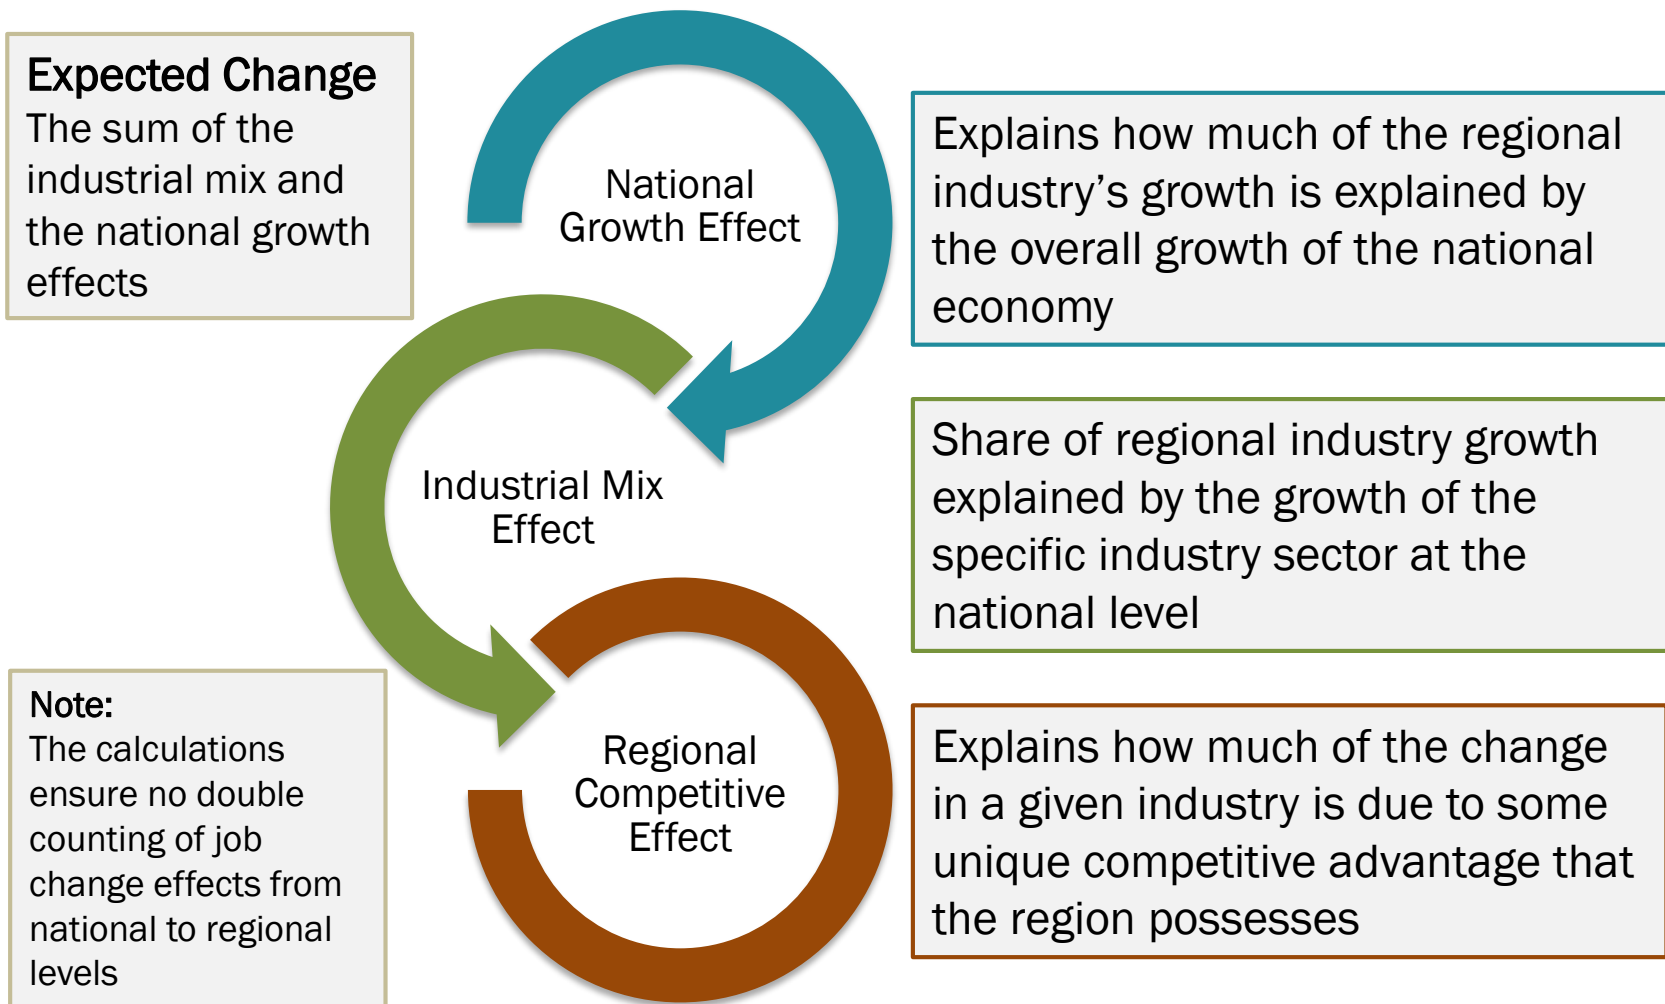 Expected Change
The sum of the
industrial mix and
the national growth
effects
National
Growth Effect
Explains how much of the regional
industry’s growth is explained by
the overall growth of the national
economy
Industrial Mix
Effect
Share of regional industry growth
explained by the growth of the
specific industry sector at the
national level
Note:
The calculations
ensure no double
counting of job
change effects from
national to regional
levels
Regional
Competitive
Effect
Explains how much of the change
in a given industry is due to some
unique competitive advantage that
the region possesses